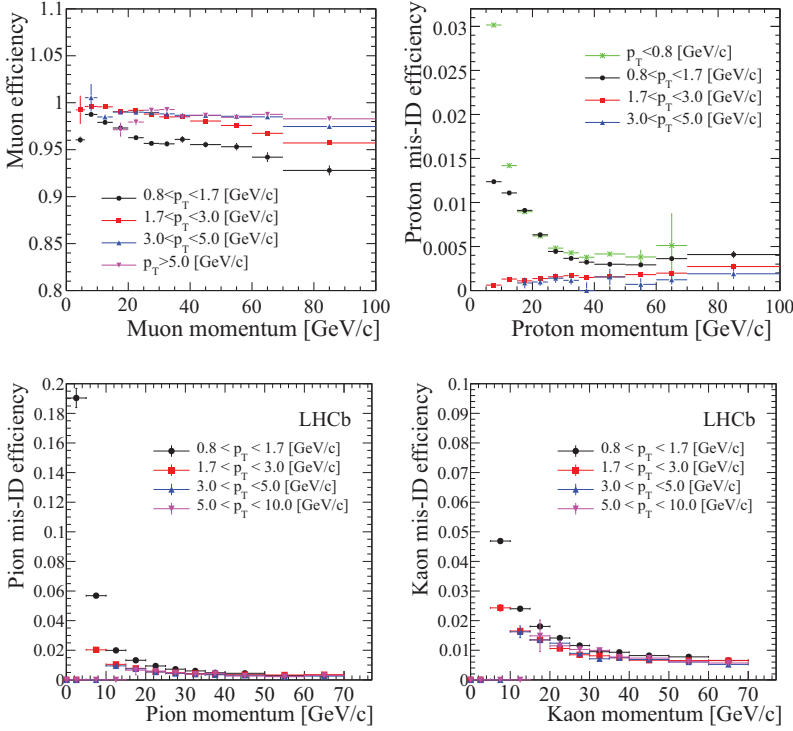 Muon efficiency
1.1
1.05
1
0.95
0.9
0.85
0.8
0.8<pT<1.7 [GeV/c]
1.7<pT<3.0 [GeV/c]
3.0<pT<5.0 [GeV/c]
pT>5.0 [GeV/c]
0 20 40 60 80 100
Muon momentum [GeV/c]
Proton mis-ID efficiency
0.03
0.025
0.02
0.015
0.01
0.005
0
pT<0.8 [GeV/c]
0.8<pT<1.7 [GeV/c]
1.7<pT<3.0 [GeV/c]
3.0<pT<5.0 [GeV/c]
0 20 40 60 80 100
Proton momentum [GeV/c]
Pion mis-ID efficiency
0.2
0.18
0.16
0.14
0.12
0.1
0.08
0.06
0.04
0.02
0
LHCb
0.8 < pT < 1.7 [GeV/c]
1.7 < pT < 3.0 [GeV/c]
3.0 < pT <5.0 [GeV/c]
5.0 < pT < 10.0 [GeV/c]
0 10 20 30 40 50 60 70
Pion momentum [GeV/c]
Kaon mis-ID efficiency
0.1
0.09
0.08
0.07
0.06
0.05
0.04
0.03
0.02
0.01
0
LHCb
0.8 < pT < 1.7 [GeV/c]
1.7 < pT < 3.0 [GeV/c]
3.0 < pT <5.0 [GeV/c]
5.0 < pT < 10.0 [GeV/c]
0 10 20 30 40 50 60 70
Kaon momentum [GeV/c]